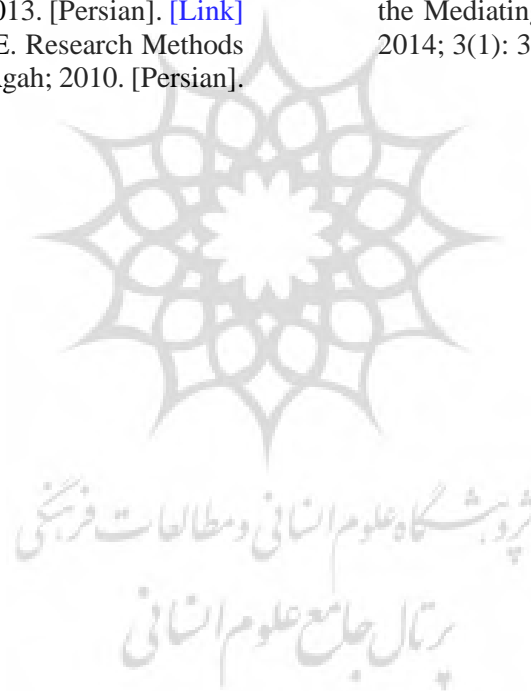 013. [Persian]. [Link]
E. Research Methods
gah; 2010. [Persian].
the Mediating
2014; 3(1): 3
پژوهشگاه علوم انسانی و مطالعات فرهنگی
پرتال جامع علوم انسانی